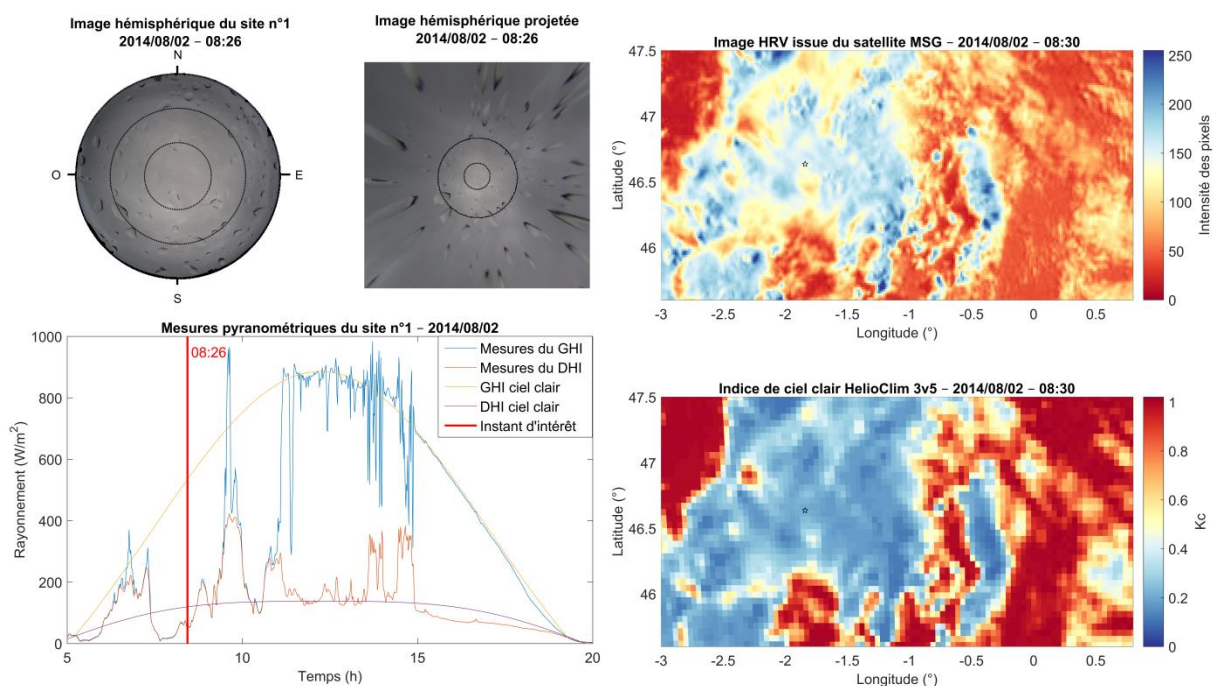 Image hémisphérique du site n°1
2014/08/02 – 08:26
N
O
E
S
Image hémisphérique projetée
2014/08/02 – 08:26
Image HRV issue du satellite MSG – 2014/08/02 – 08:30
47.5
47
46.5
46
Latitude (°)
-3 -2.5 -2 -1.5 -1 -0.5 0 0.5
Longitude (°)
250
200
150
100
50
0
Intensité des pixels
Mesures pyranométriques du site n°1 – 2014/08/02
1000
800
600
400
200
0
Rayonnement (W/m²)
08:26
Mesures du GHI
Mesures du DHI
GHI ciel clair
DHI ciel clair
Instant d'intérêt
5 10 15 20
Temps (h)
Indice de ciel clair HelioClim 3v5 – 2014/08/02 – 08:30
47.5
47
46.5
46
Latitude (°)
-3 -2.5 -2 -1.5 -1 -0.5 0 0.5
Longitude (°)
1
0.8
0.6
0.4
0.2
0
Kc